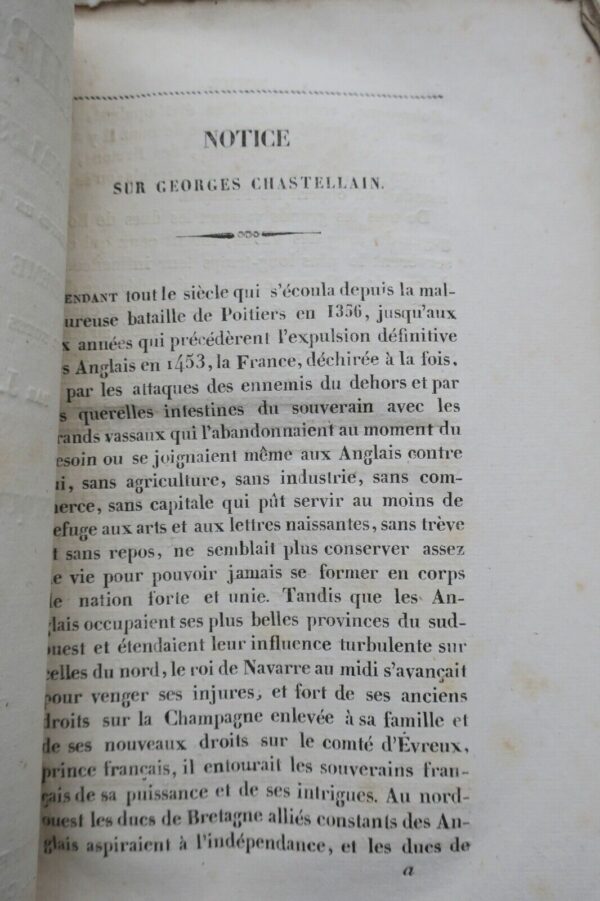 NOTICE
SUR GEORGES CHASTELLAIN.
ENDANT tout le siècle qui s'écoula depuis la mal-
ureuse bataille de Poitiers en 1356, jusqu'aux
x années qui précédèrent l'expulsion définitive
s Anglais en 1453, la France, déchirée à la fois,
par les attaques des ennemis du dehors et par
s querelles intestines du souverain avec les
rands vassaux qui l'abandonnaient au moment du
esoin ou se joignaient même aux Anglais contre
ui, sans agriculture, sans industrie, sans com-
erce, sans capitale qui pût servir au moins de
efuge aux arts et aux lettres naissantes, sans trève
t sans repos, ne semblait plus conserver assez
e vie pour pouvoir jamais se former en corps
de nation forte et unie. Tandis que les An-
glais occupaient ses plus belles provinces du sud-
ouest et étendaient leur influence turbulente sur
celles du nord, le roi de Navarre au midi s'avançait
pour venger ses injures, et fort de ses anciens
droits sur la Champagne enlevée à sa famille et
de ses nouveaux droits sur le comté d'Évreux,
prince français, il entourait les souverains fran-
çais de sa puissance et de ses intrigues. Au nord-
ouest les ducs de Bretagne alliés constants des An-
glais aspiraient à l'indépendance, et les ducs de
a